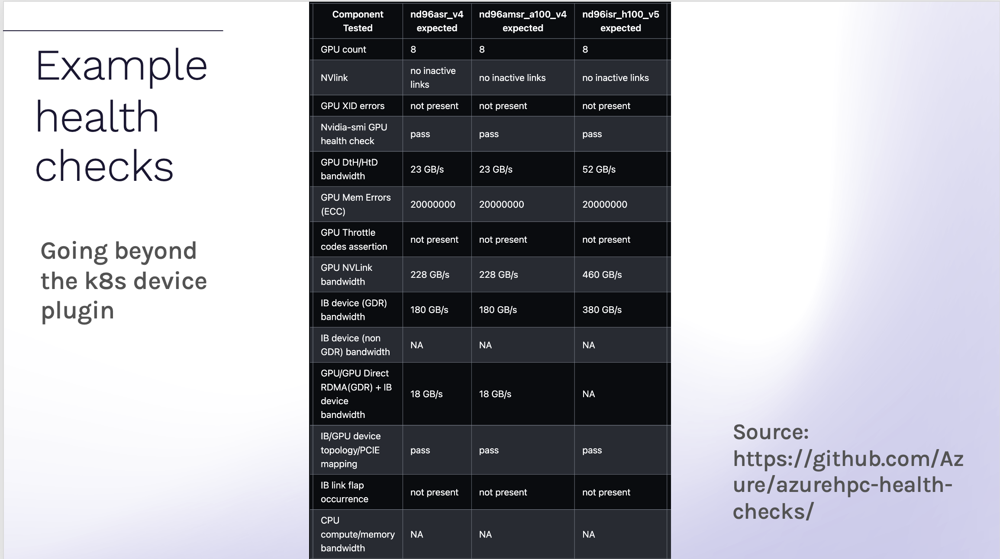 Example
health
checks
Going beyond
the k8s device
plugin
Component
Tested
nd96asr_v4
expected
nd96amsr_a100_v4
expected
nd96isr_h100_v5
expected
GPU count
8
8
8
NVlink
no inactive
links
no inactive links
no inactive links
GPU XID errors
not present
not present
not present
Nvidia-smi GPU
health check
pass
pass
pass
GPU DtH/HtD
bandwidth
23 GB/s
23 GB/s
52 GB/s
GPU Mem Errors
(ECC)
20000000
20000000
20000000
GPU Throttle
codes assertion
not present
not present
not present
GPU NVLink
bandwidth
228 GB/s
228 GB/s
460 GB/s
IB device (GDR)
bandwidth
180 GB/s
180 GB/s
380 GB/s
IB device (non
GDR) bandwidth
NA
NA
NA
GPU/GPU Direct
RDMA(GDR) + IB
device
bandwidth
18 GB/s
18 GB/s
NA
IB/GPU device
topology/PCIE
mapping
pass
pass
pass
IB link flap
occurrence
not present
not present
not present
CPU
compute/memory
bandwidth
NA
NA
NA
Source:
https://github.com/Az
ure/azurehpc-health-
checks/